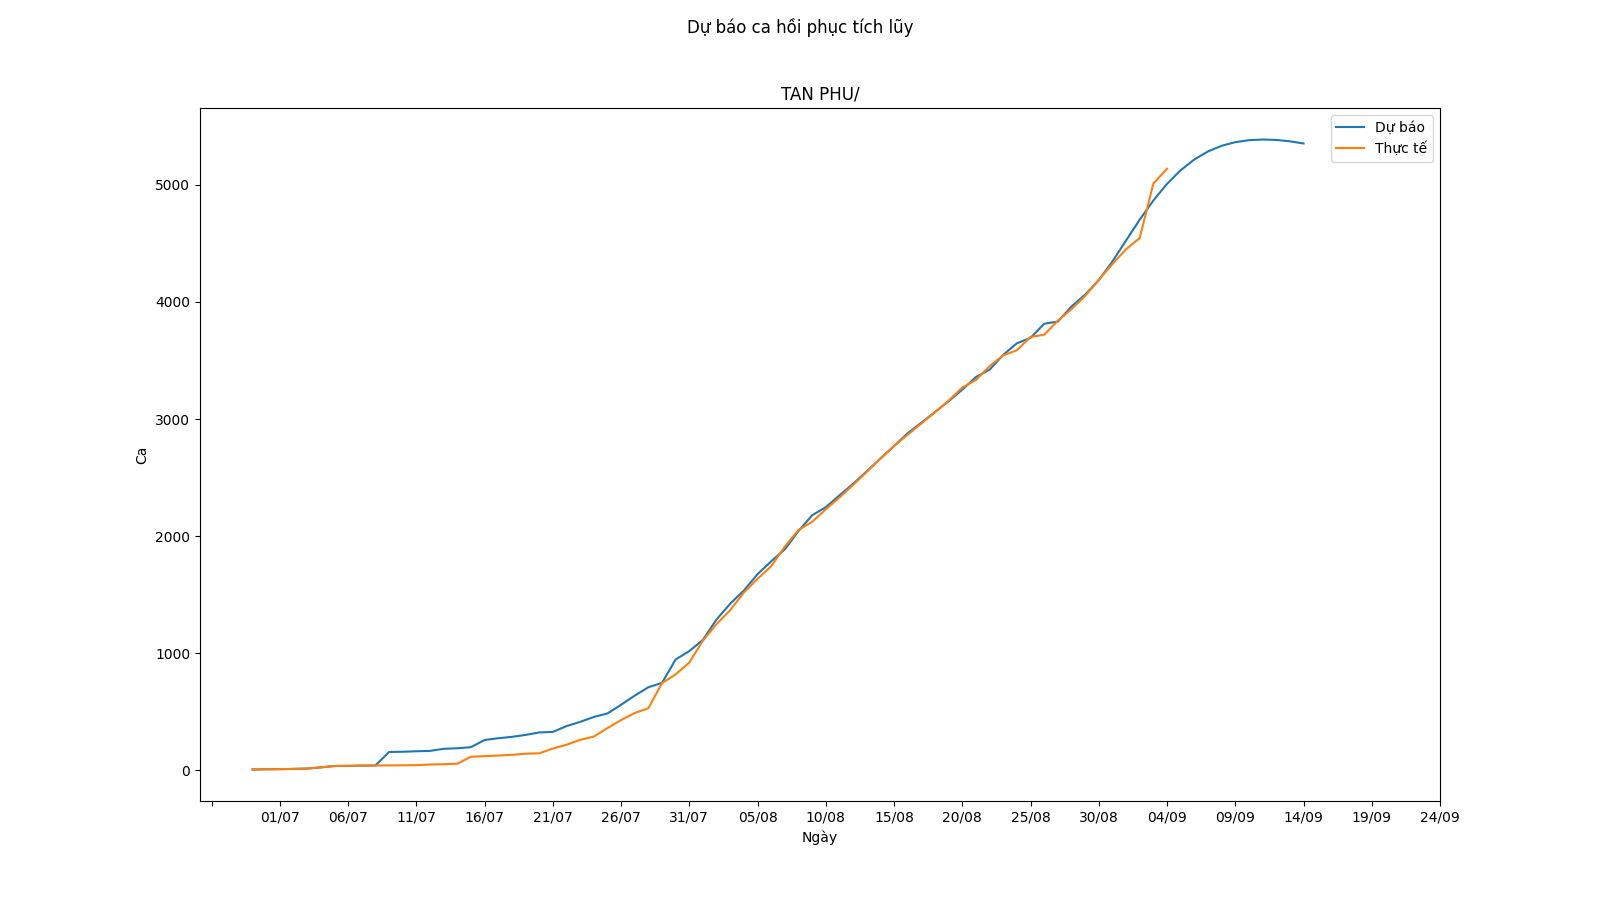 Dự báo ca hồi phục tích lũy
TAN PHU/
Dự báo
Thực tế
5000
4000
3000
2000
1000
0
Ca
01/07 06/07 11/07 16/07 21/07 26/07 31/07 05/08 10/08 15/08 20/08 25/08 30/08 04/09 09/09 14/09 19/09 24/09
Ngày